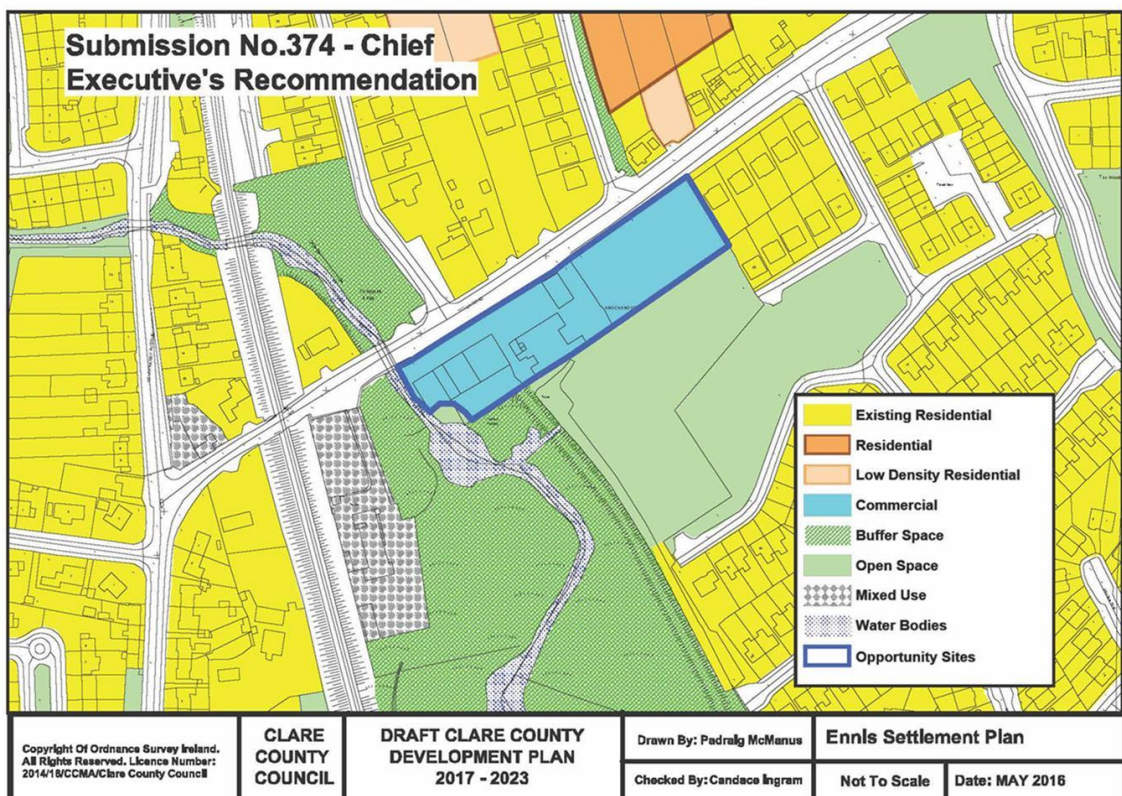 Submission No.374 - Chief
Executive's Recommendation
Existing Residential
Residential
Low Density Residential
Commercial
Buffer Space
Open Space
Mixed Use
Water Bodies
Opportunity Sites
Copyright Of Ordnance Survey Ireland.
All Rights Reserved. Licence Number:
2014/18/CCMA/Clare County Council
CLARE
COUNTY
COUNCIL
DRAFT CLARE COUNTY
DEVELOPMENT PLAN
2017 - 2023
Drawn By: Padraig McManus
Checked By: Candace Ingram
Ennis Settlement Plan
Not To Scale
Date: MAY 2016